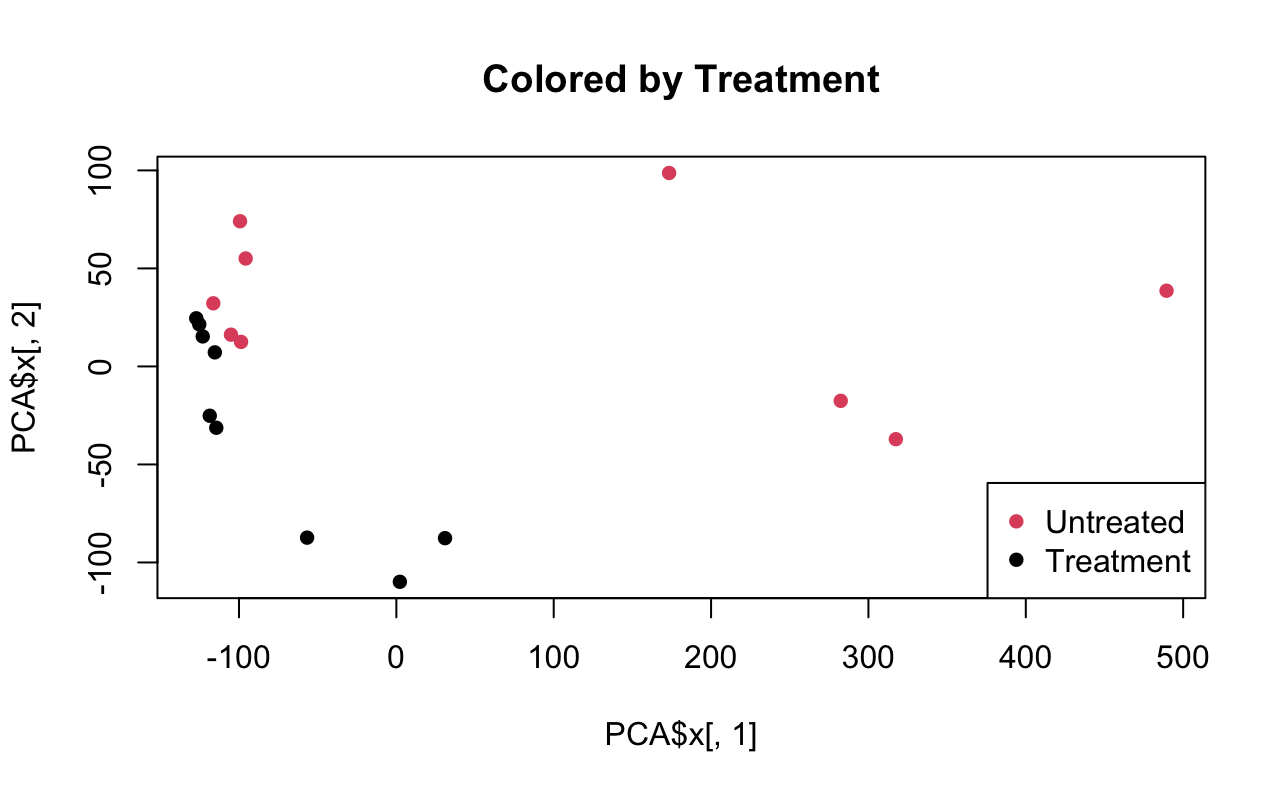 Colored by Treatment
PCA$x[, 2]
100
50
0
-50
-100
-100 0 100 200 300 400 500
PCA$x[, 1]
Untreated
Treatment